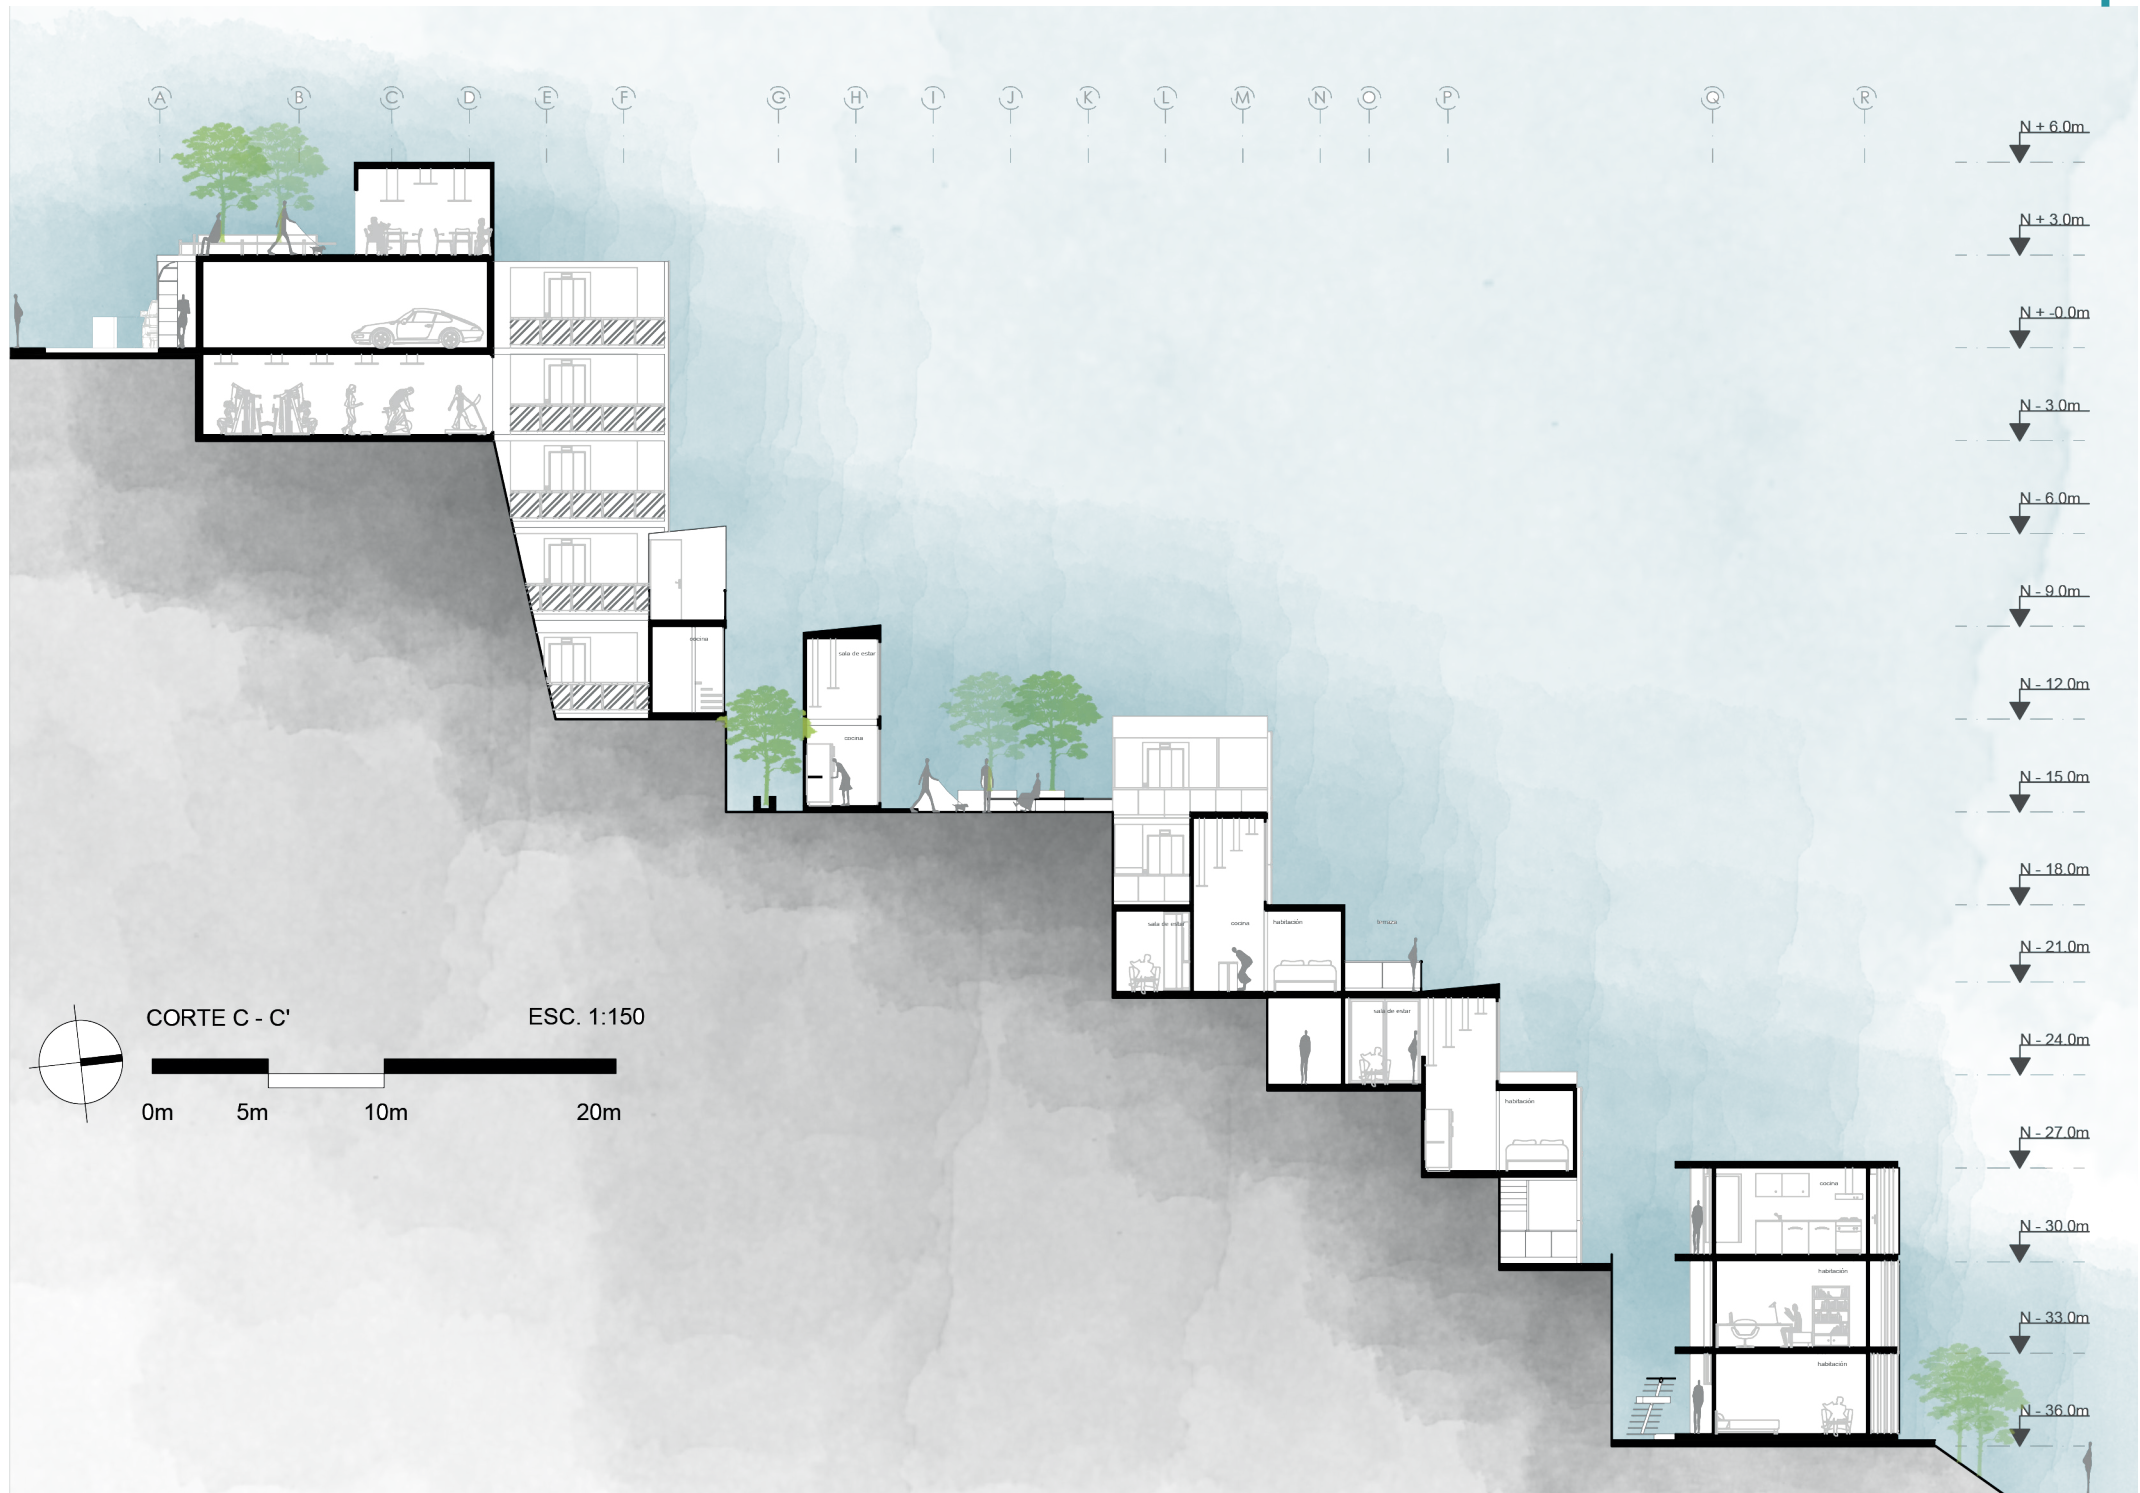 A B C D E F G H I J K L M N O P Q R
N + 6.0m
N + 3.0m
N + -0.0m
N - 3.0m
N - 6.0m
N - 9.0m
cocina
sala de estar
N - 12.0m
cocina
N - 15.0m
N - 18.0m
sala de estar
cocina
habitación
terraza
N - 21.0m
sala de estar
CORTE C - C'
ESC. 1:150
N - 24.0m
0m 5m 10m 20m
habitación
N - 27.0m
cocina
N - 30.0m
habitación
N - 33.0m
habitación
N - 36.0m